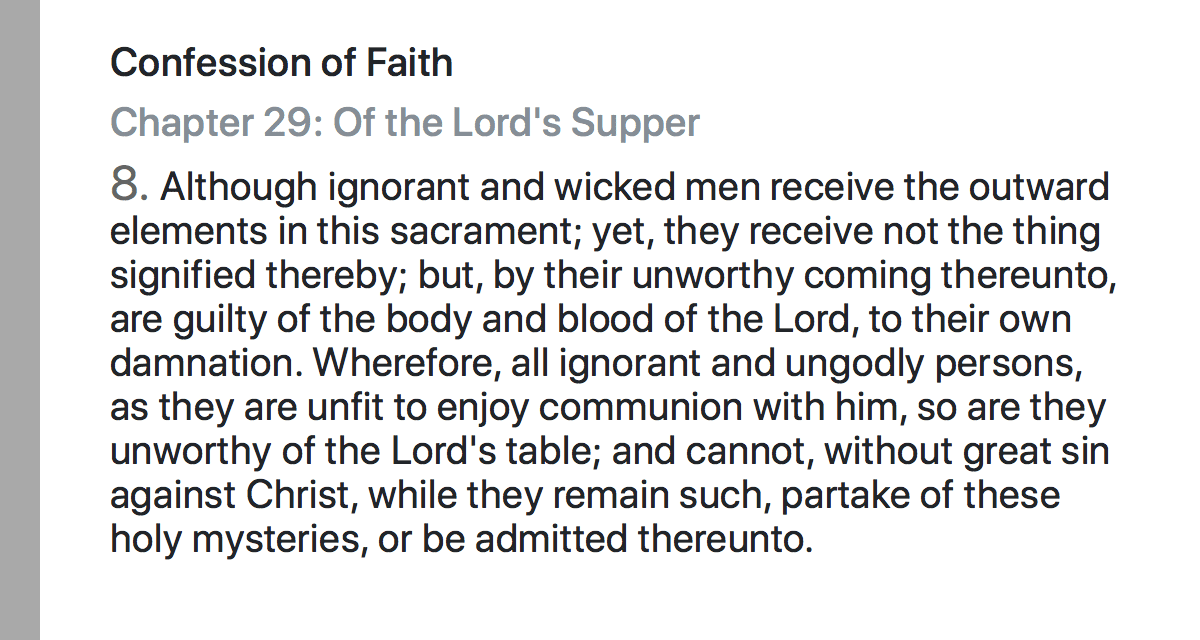 Confession of Faith
Chapter 29: Of the Lord's Supper
8. Although ignorant and wicked men receive the outward
elements in this sacrament; yet, they receive not the thing
signified thereby; but, by their unworthy coming thereunto,
are guilty of the body and blood of the Lord, to their own
damnation. Wherefore, all ignorant and ungodly persons,
as they are unfit to enjoy communion with him, so are they
unworthy of the Lord's table; and cannot, without great sin
against Christ, while they remain such, partake of these
holy mysteries, or be admitted thereunto.